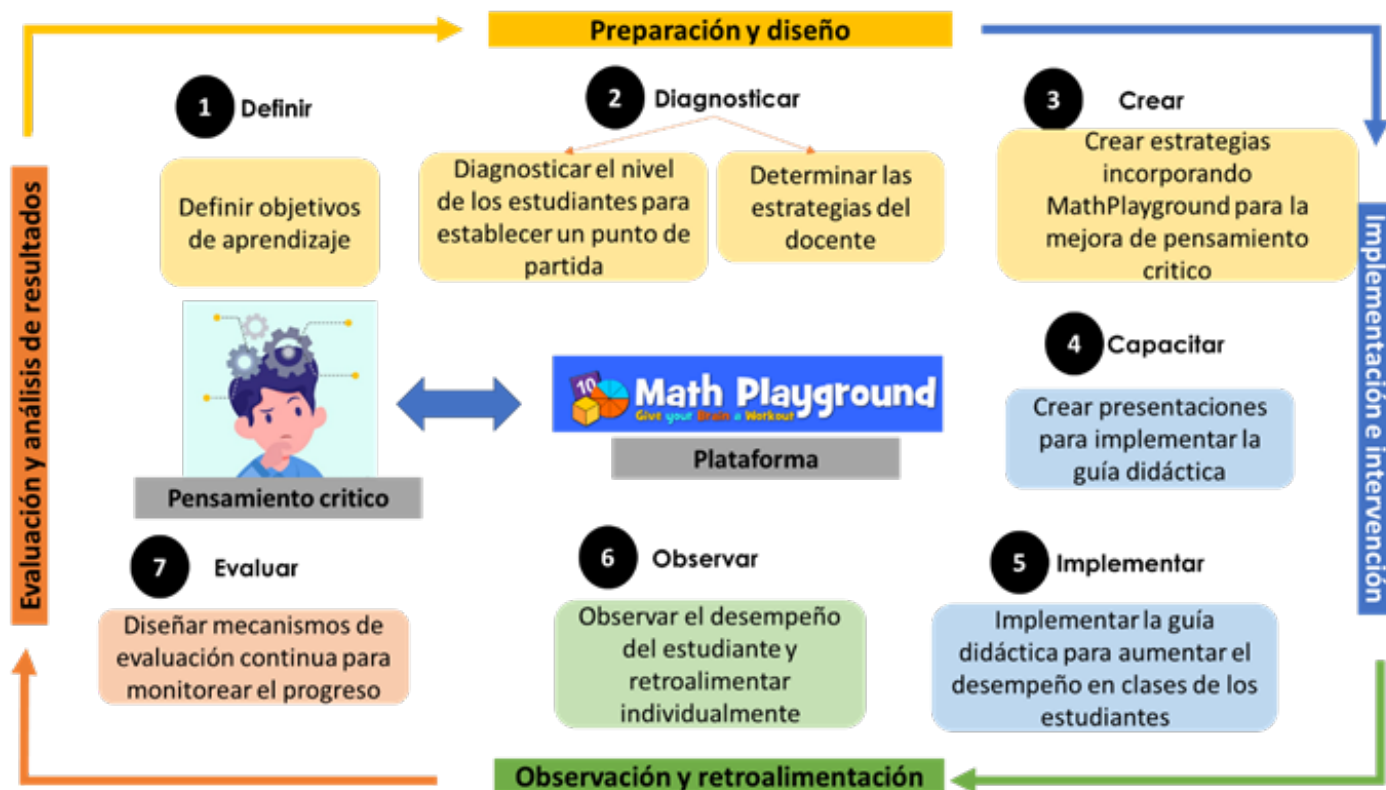 Preparación y diseño
1 Definir
Definir objetivos
de aprendizaje
2 Diagnosticar
Diagnosticar el nivel
de los estudiantes para
establecer un punto de
partida
Determinar las
estrategias del
docente
3 Crear
Crear estrategias
incorporando
MathPlayground para la
mejora de pensamiento
critico
Implementación e intervención
4 Capacitar
Crear presentaciones
para implementar la
guía didáctica
10
Math Playground
Give your Brain a Workout
Plataforma
Pensamiento critico
5 Implementar
Implementar la guía
didáctica para aumentar el
desempeño en clases de los
estudiantes
6 Observar
Observar el desempeño
del estudiante y
retroalimentar
individualmente
7 Evaluar
Diseñar mecanismos de
evaluación continua para
monitorear el progreso
Observación y retroalimentación
Evaluación y análisis de resultados